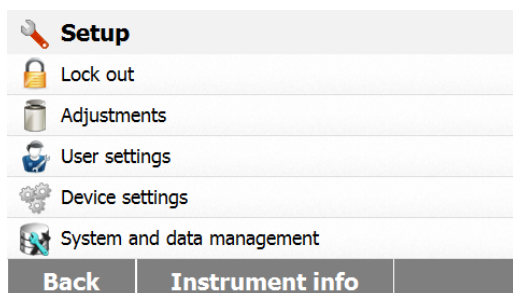 Setup
Lock out
Adjustments
User settings
Device settings
System and data management
Back Instrument info